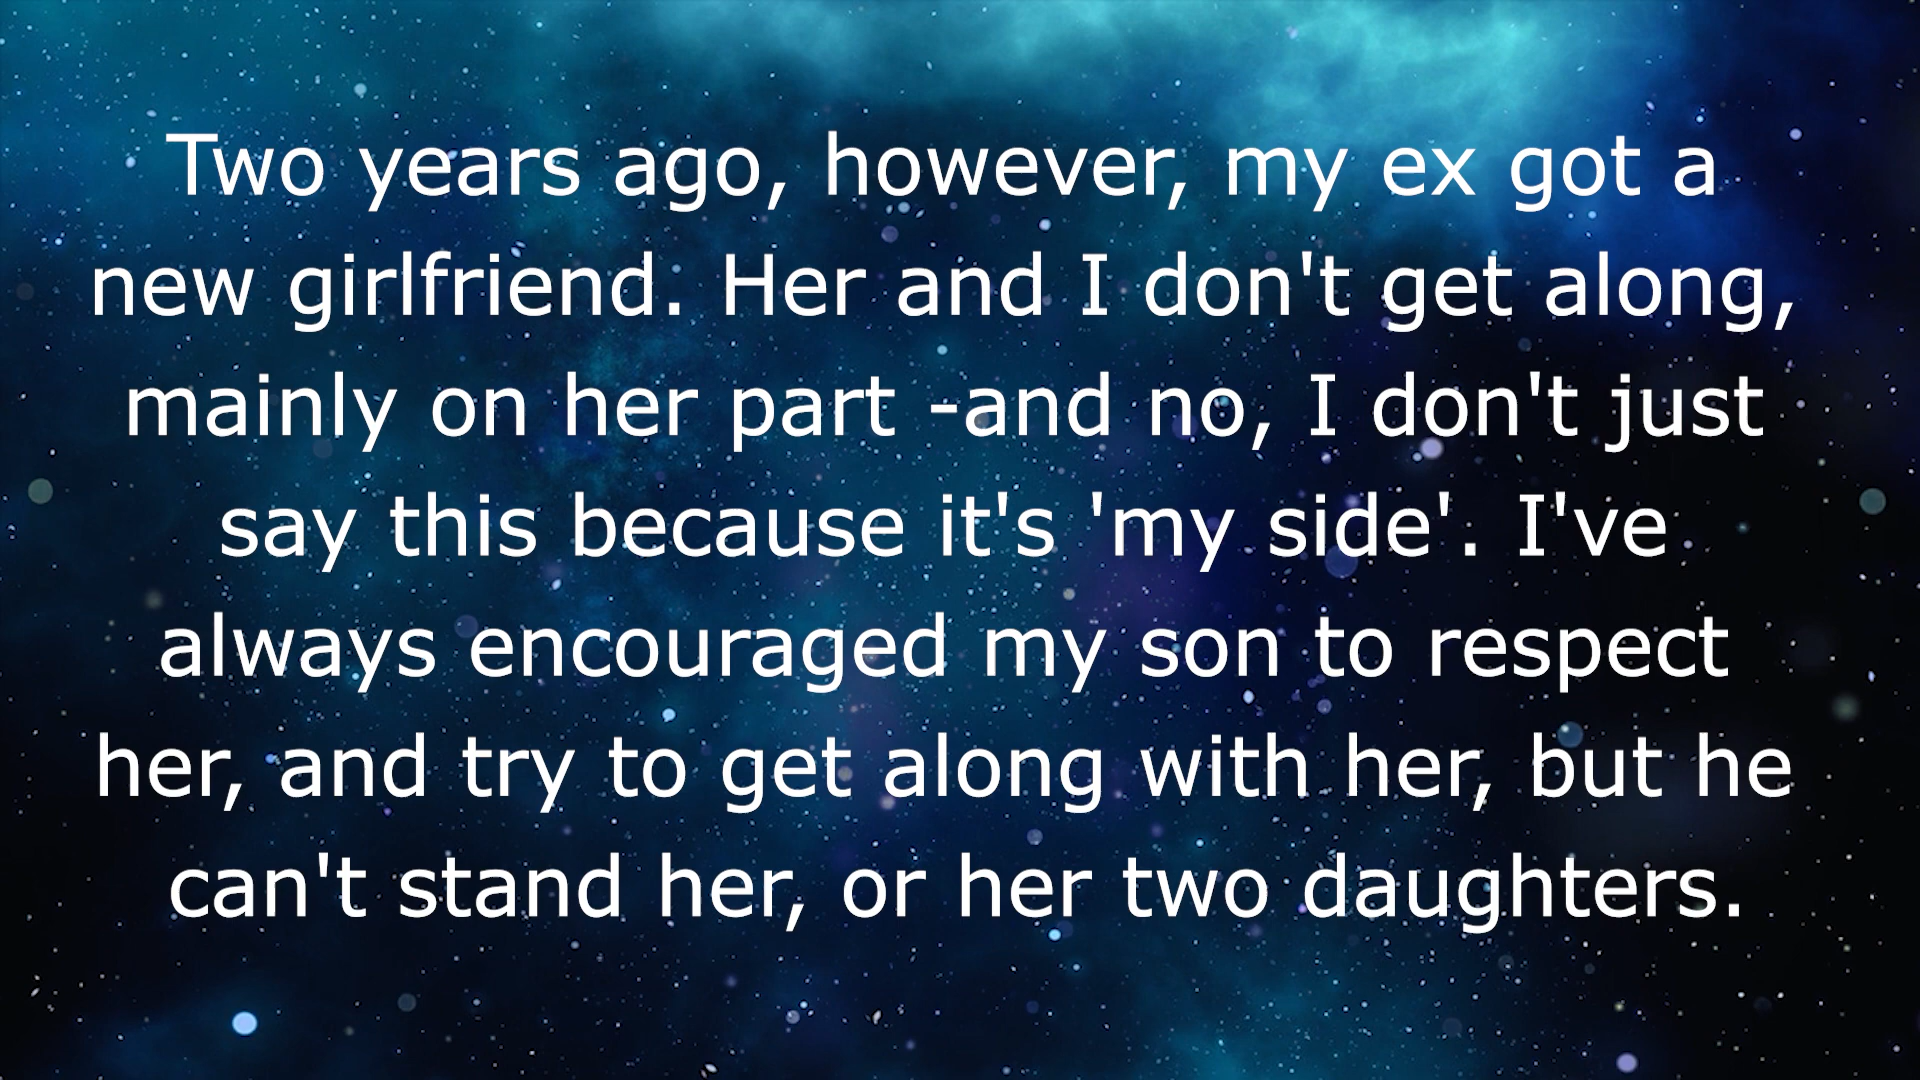 Two years ago, however, my ex got a
new girlfriend. Her and I don't get along,
mainly on her part -and no, I don't just
say this because it's 'my side'. I've
always encouraged my son to respect
her, and try to get along with her, but he
can't stand her, or her two daughters.